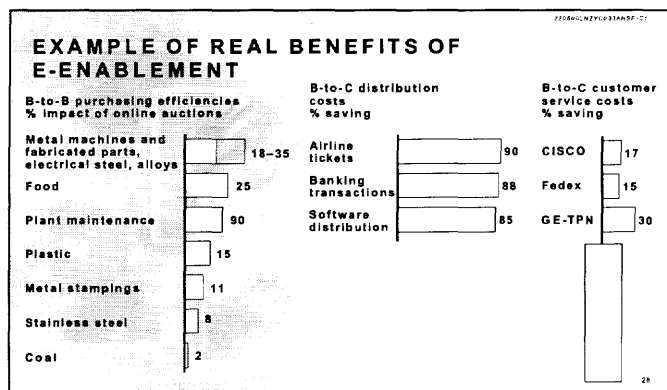 EXAMPLE OF REAL BENEFITS OF
E-ENABLEMENT
B-to-B purchasing efficiencies
% impact of online auctions
Metal machines and
fabricated parts,
electrical steel, alloys
18–35
Food
25
Plant maintenance
90
Plastic
15
Metal stampings
11
Stainless steel
8
Coal
2
B-to-C distribution
costs
% saving
Airline
tickets
90
Banking
transactions
88
Software
distribution
85
B-to-C customer
service costs
% saving
CISCO
17
Fedex
15
GE-TPN
30
28